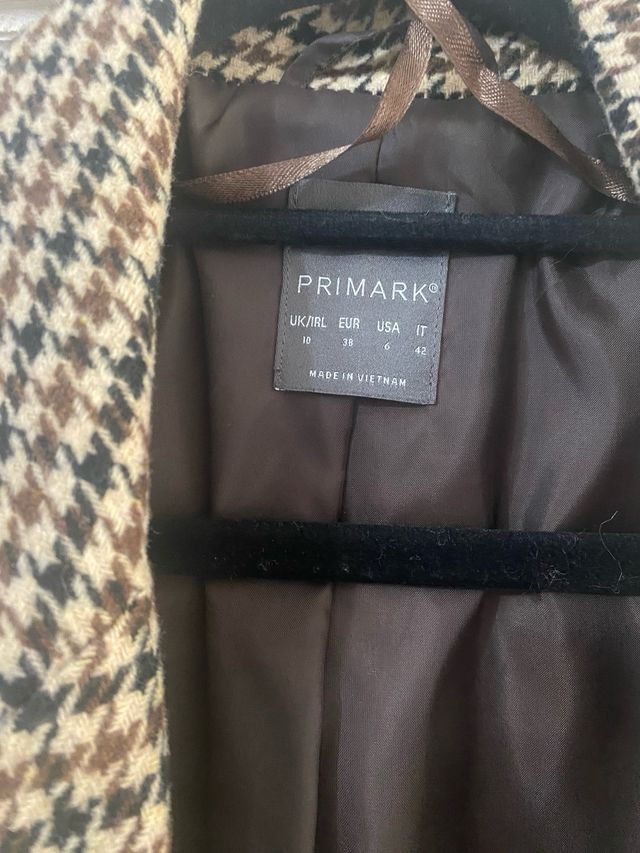 PRIMARK®
UK/IRL EUR USA IT
10 38 6 42
MADE IN VIETNAM